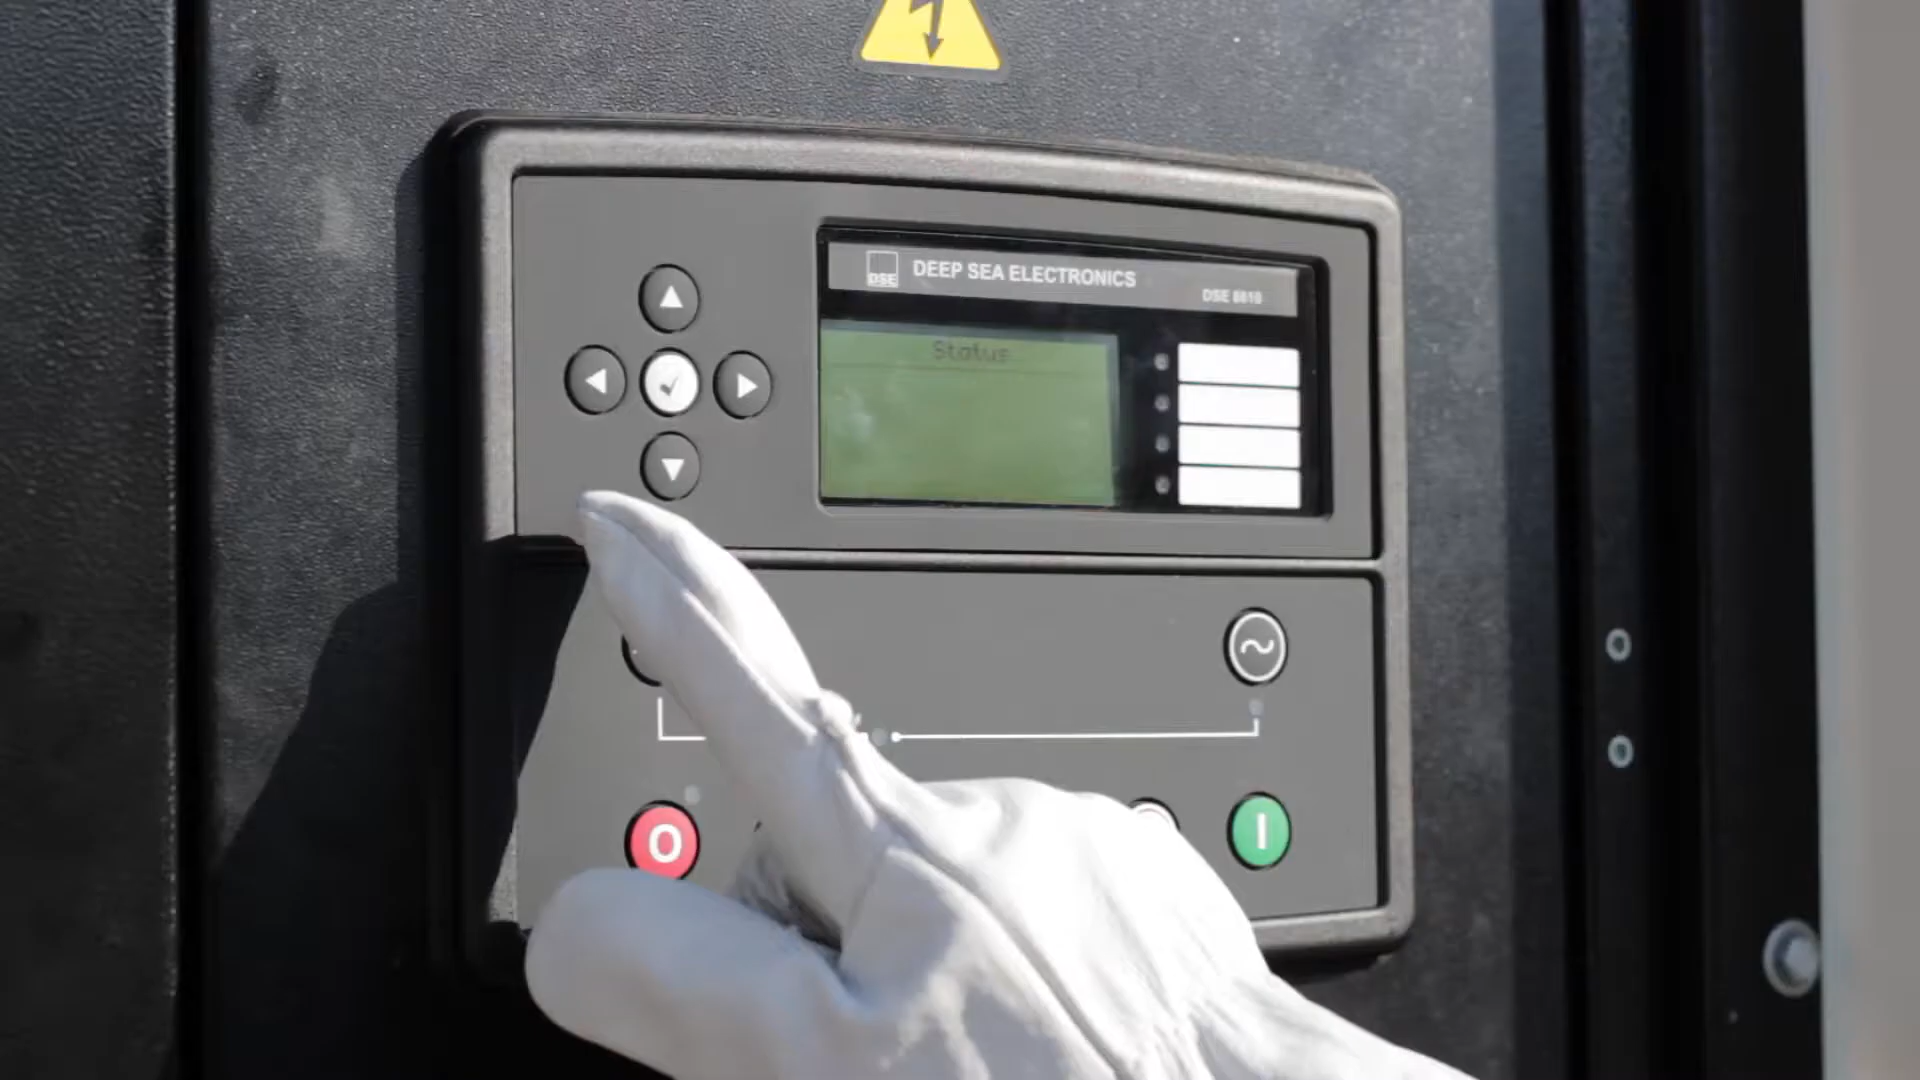 DSE
DEEP SEA ELECTRONICS
DSE 8610
Status
O
I